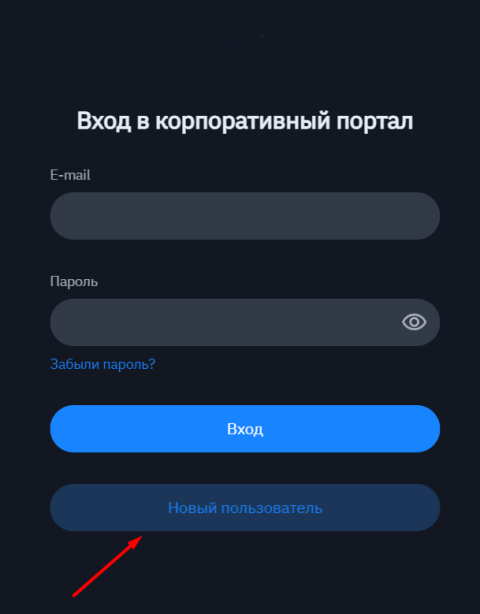 Вход в корпоративный портал
E-mail
Пароль
Забыли пароль?
Вход
Новый пользователь